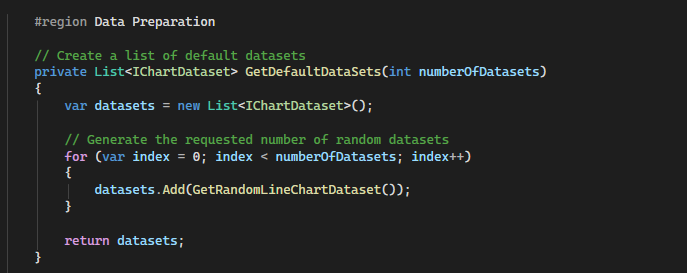 #region Data Preparation
// Create a list of default datasets
private List<IChartDataset> GetDefaultDataSets(int numberOfDatasets)
{
var datasets = new List<IChartDataset>();
// Generate the requested number of random datasets
for (var index = 0; index < numberOfDatasets; index++)
{
datasets.Add(GetRandomLineChartDataset());
}
return datasets;
}